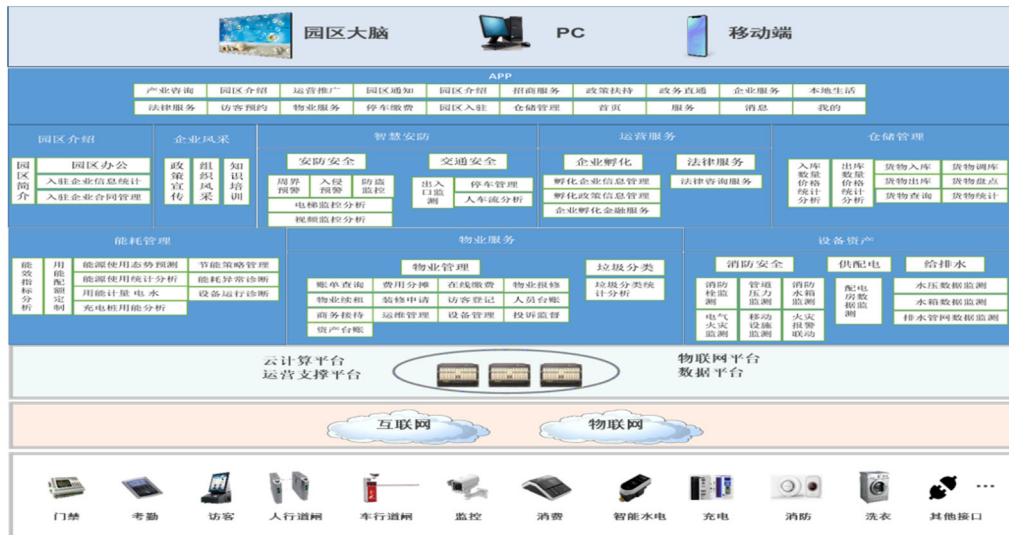 园区大脑 PC 移动端
APP
产业咨询 园区介绍 运营推广 园区通知 园区介绍 招商服务 政策扶持 政务直通 企业服务 本地生活
法律服务 访客预约 物业服务 停车缴费 园区入驻 仓储管理 首页 服务 消息 我的
园区介绍
园区简介
园区办公
入驻企业信息统计
入驻企业合同管理
企业风采
政策宣传
组织风采
知识培训
智慧安防
安防安全
周界预警
入侵预警
防盗监控
电梯监控分析
视频监控分析
交通安全
出入口监测
停车管理
人车流分析
运营服务
企业孵化
孵化企业信息管理
孵化政策信息管理
企业孵化金融服务
法律服务
法律咨询服务
仓储管理
入库数量价格统计分析
出库数量价格统计分析
货物入库 货物调库
货物出库 货物盘点
货物查询 货物统计
能耗管理
能效指标分析
用能配额定制
能源使用态势预测 节能策略管理
能源使用统计分析 能耗异常诊断
用能计量 电 水 设备运行诊断
充电桩用能分析
物业服务
物业管理
账单查询 费用分摊 在线缴费 物业报修
物业续租 装修申请 访客登记 人员台账
商务接待 运维管理 设备管理 投诉监督
资产台账
垃圾分类
垃圾分类统计分析
设备资产
消防安全
消防栓监测
管道压力监测
消防水箱监测
电气火灾监测
移动设施监测
火灾报警联动
供配电
配电房数据监测
给排水
水压数据监测
水箱数据监测
排水管网数据监测
云计算平台
运营支撑平台
物联网平台
数据平台
互联网 物联网
...
门禁 考勤 访客 人行道闸 车行道闸 监控 消费 智能水电 充电 消防 洗衣 其他接口